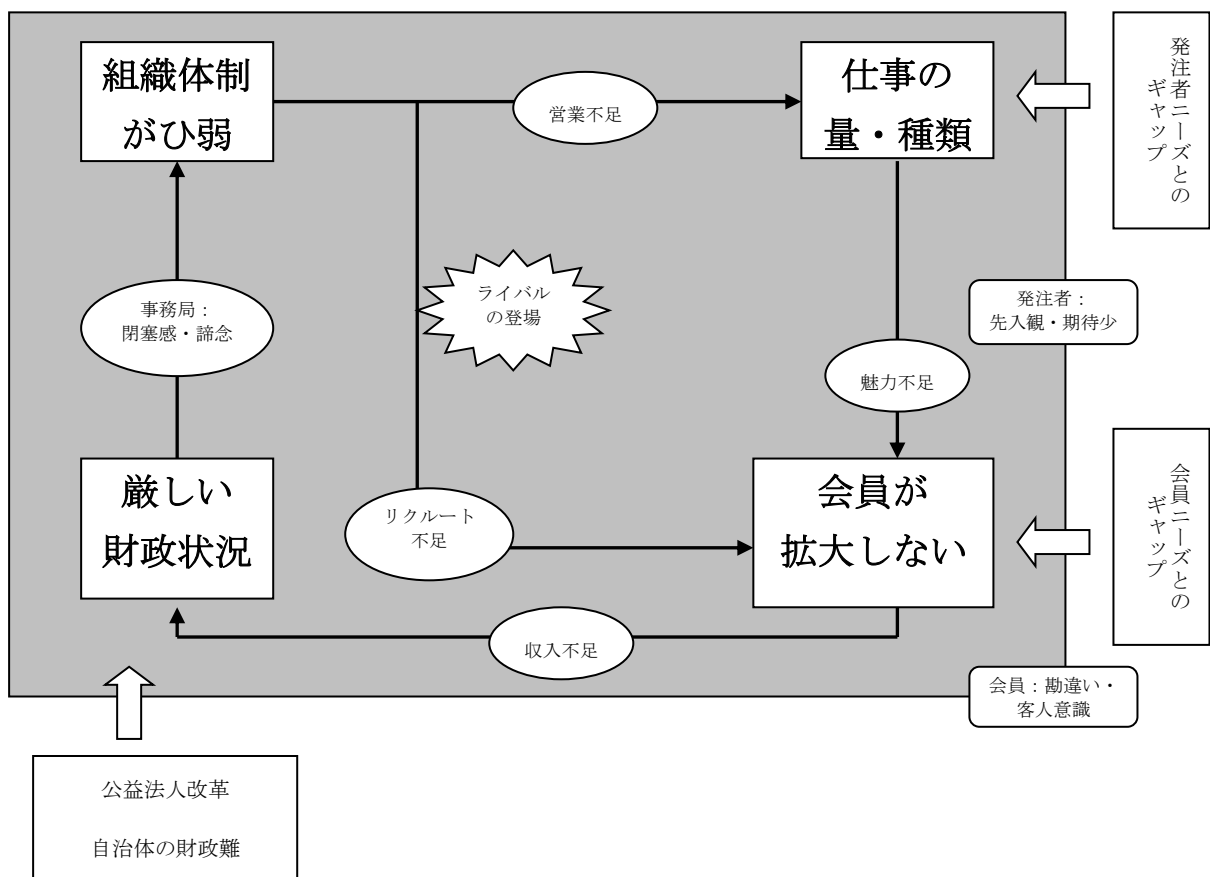 組織体制
がひ弱
営業不足
仕事の
量・種類
発注者ニーズとの
ギャップ
事務局：
閉塞感・諦念
ライバル
の登場
発注者：
先入観・期待少
魅力不足
厳しい
財政状況
リクルート
不足
会員が
拡大しない
会員ニーズとの
ギャップ
収入不足
会員：勘違い・
客人意識
公益法人改革
自治体の財政難